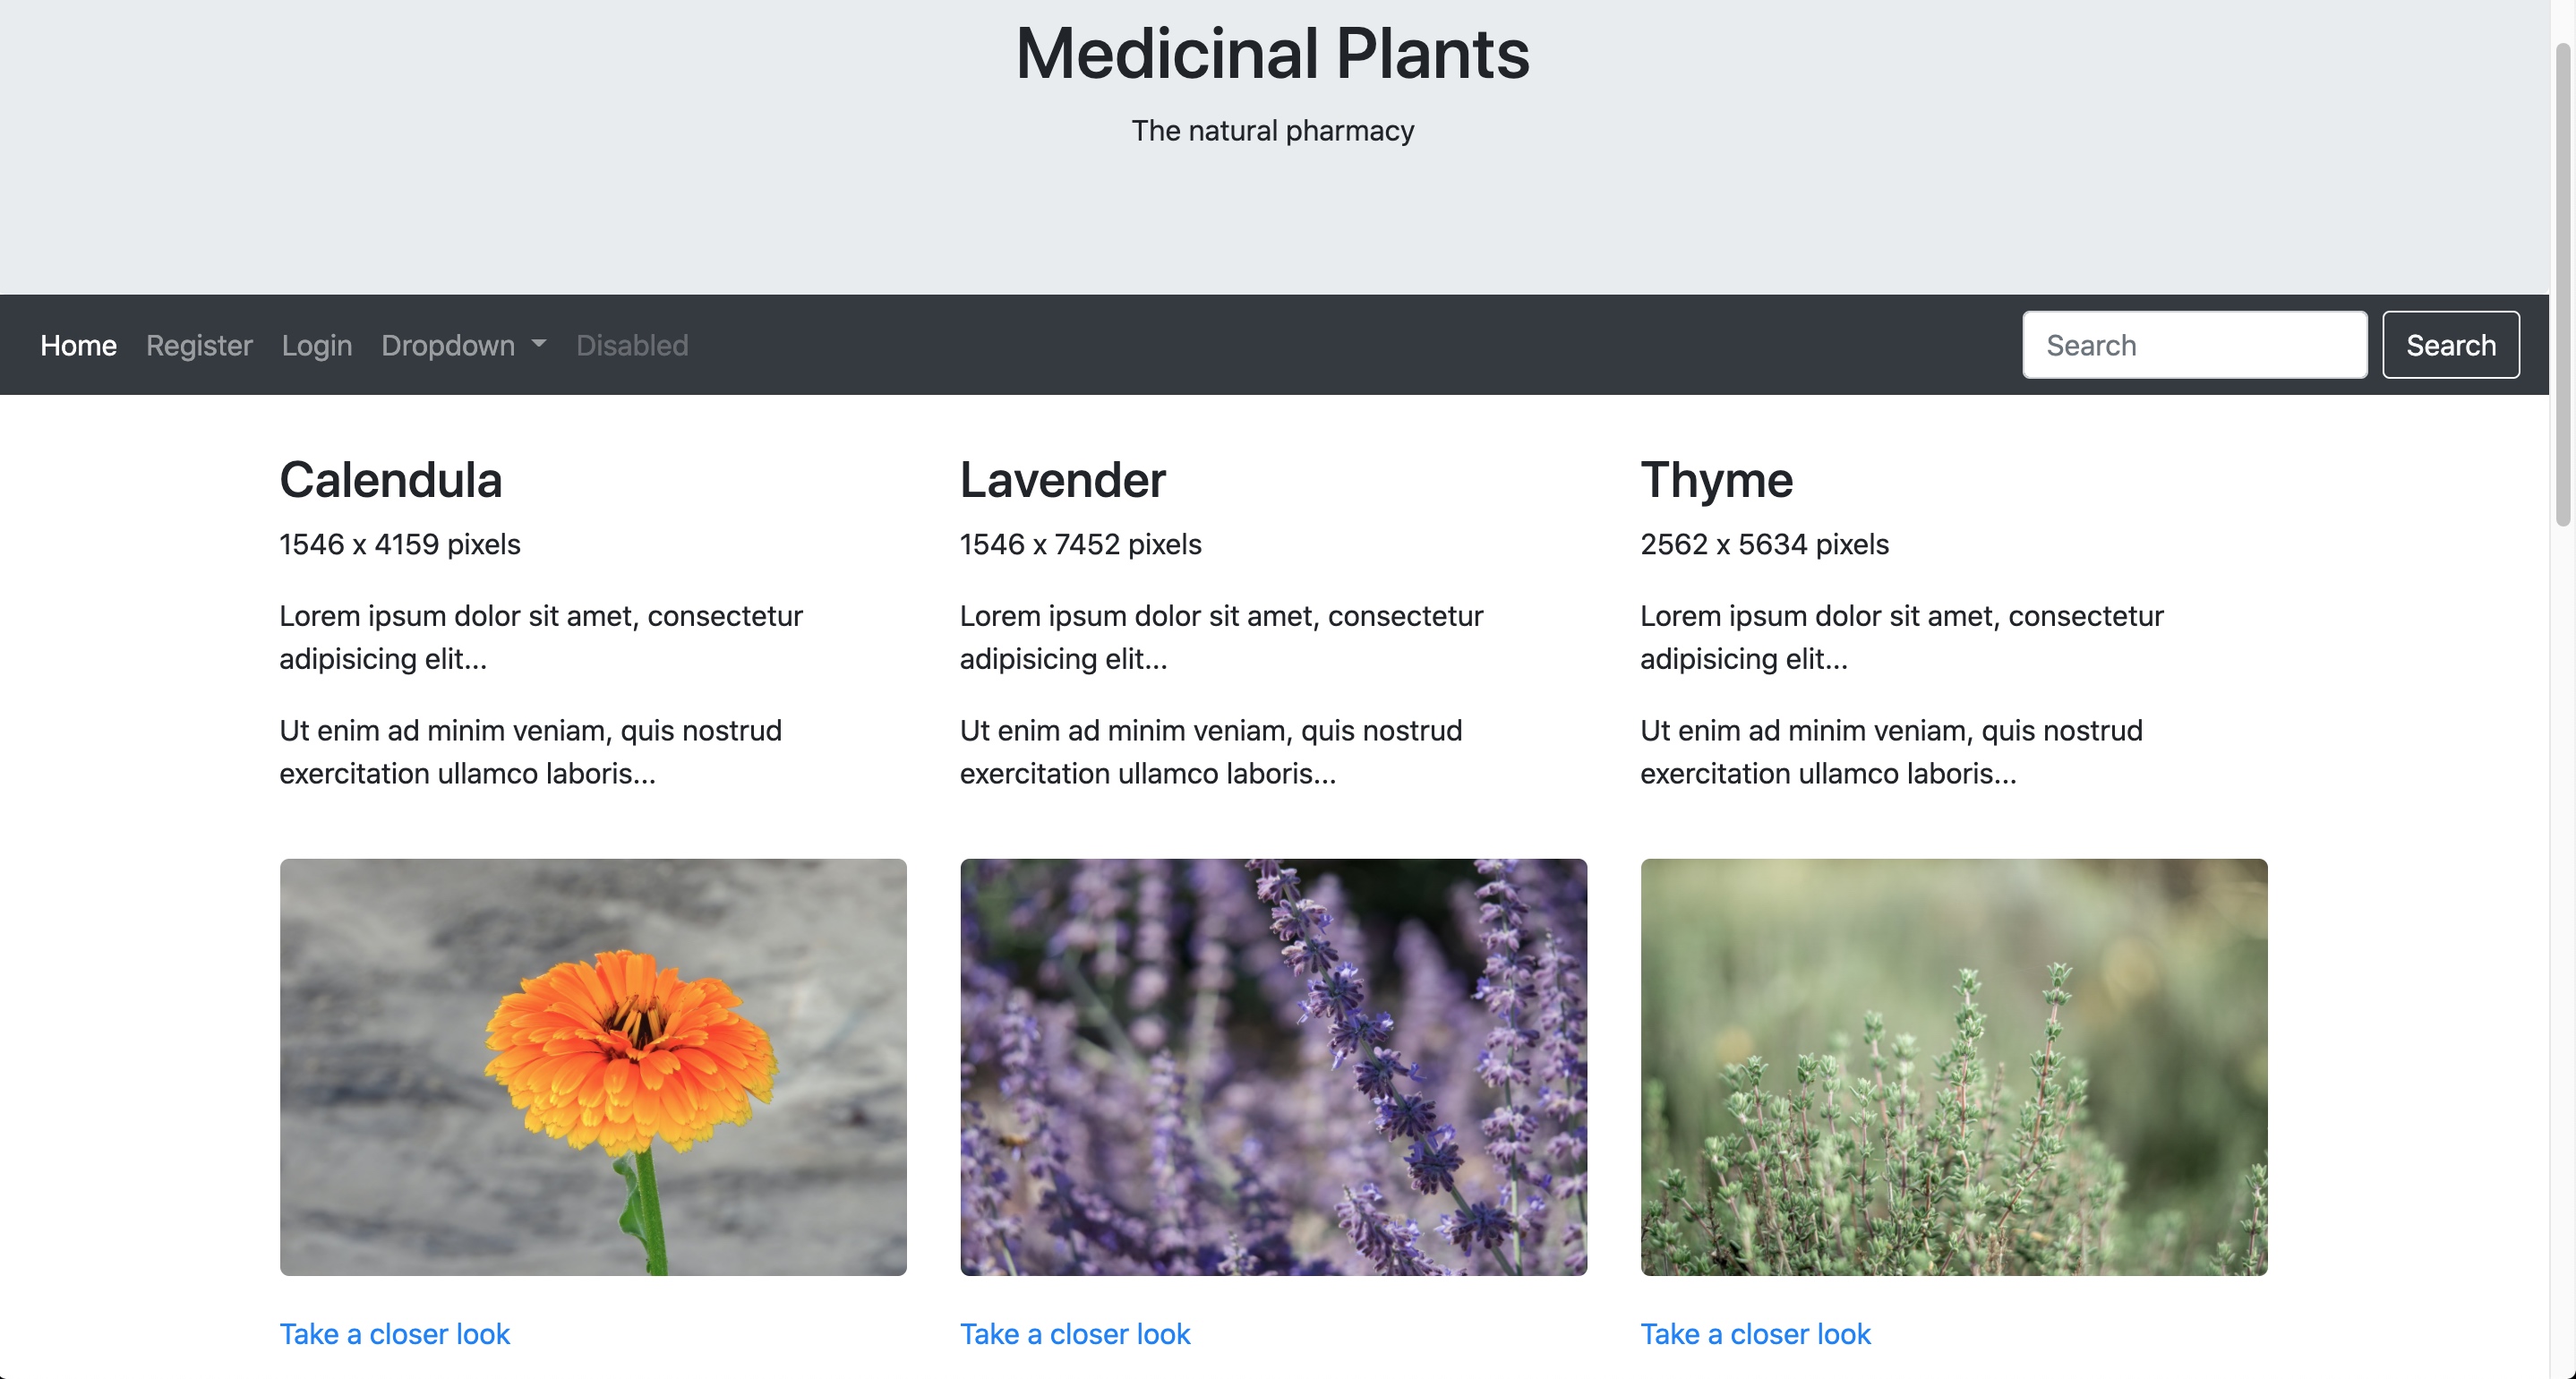 Medicinal Plants
The natural pharmacy
Home Register Login Dropdown Disabled Search Search
Calendula
1546 x 4159 pixels
Lorem ipsum dolor sit amet, consectetur
adipisicing elit...
Ut enim ad minim veniam, quis nostrud
exercitation ullamco laboris...
Take a closer look
Lavender
1546 x 7452 pixels
Lorem ipsum dolor sit amet, consectetur
adipisicing elit...
Ut enim ad minim veniam, quis nostrud
exercitation ullamco laboris...
Take a closer look
Thyme
2562 x 5634 pixels
Lorem ipsum dolor sit amet, consectetur
adipisicing elit...
Ut enim ad minim veniam, quis nostrud
exercitation ullamco laboris...
Take a closer look